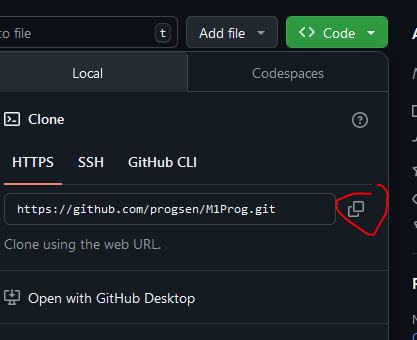 to file
t
Add file
<> Code
Local
Codespaces
Clone
HTTPS
SSH
GitHub CLI
https://github.com/progsen/M1Prog.git
Clone using the web URL.
Open with GitHub Desktop